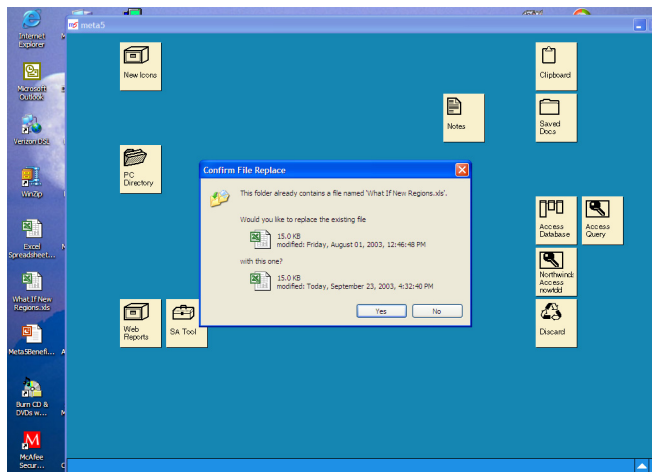 Internet
Explorer
Microsoft
Outlook
Verizon DSL
WinZip
Excel
Spreadsheet...
What If New
Regions.xls
Meta5Benefi...
Burn CD &
DVDs w...
McAfee
Secur...
meta5
New Icons
Clipboard
Notes
Saved
Docs
PC
Directory
Access
Database
Access
Query
Northwind:
Access
nowtdd
Web
Reports
SA Tool
Discard
Confirm File Replace
This folder already contains a file named 'What If New Regions.xls'.
Would you like to replace the existing file
15.0 KB
modified: Friday, August 01, 2003, 12:46:48 PM
with this one?
15.0 KB
modified: Today, September 23, 2003, 4:32:40 PM
Yes
No